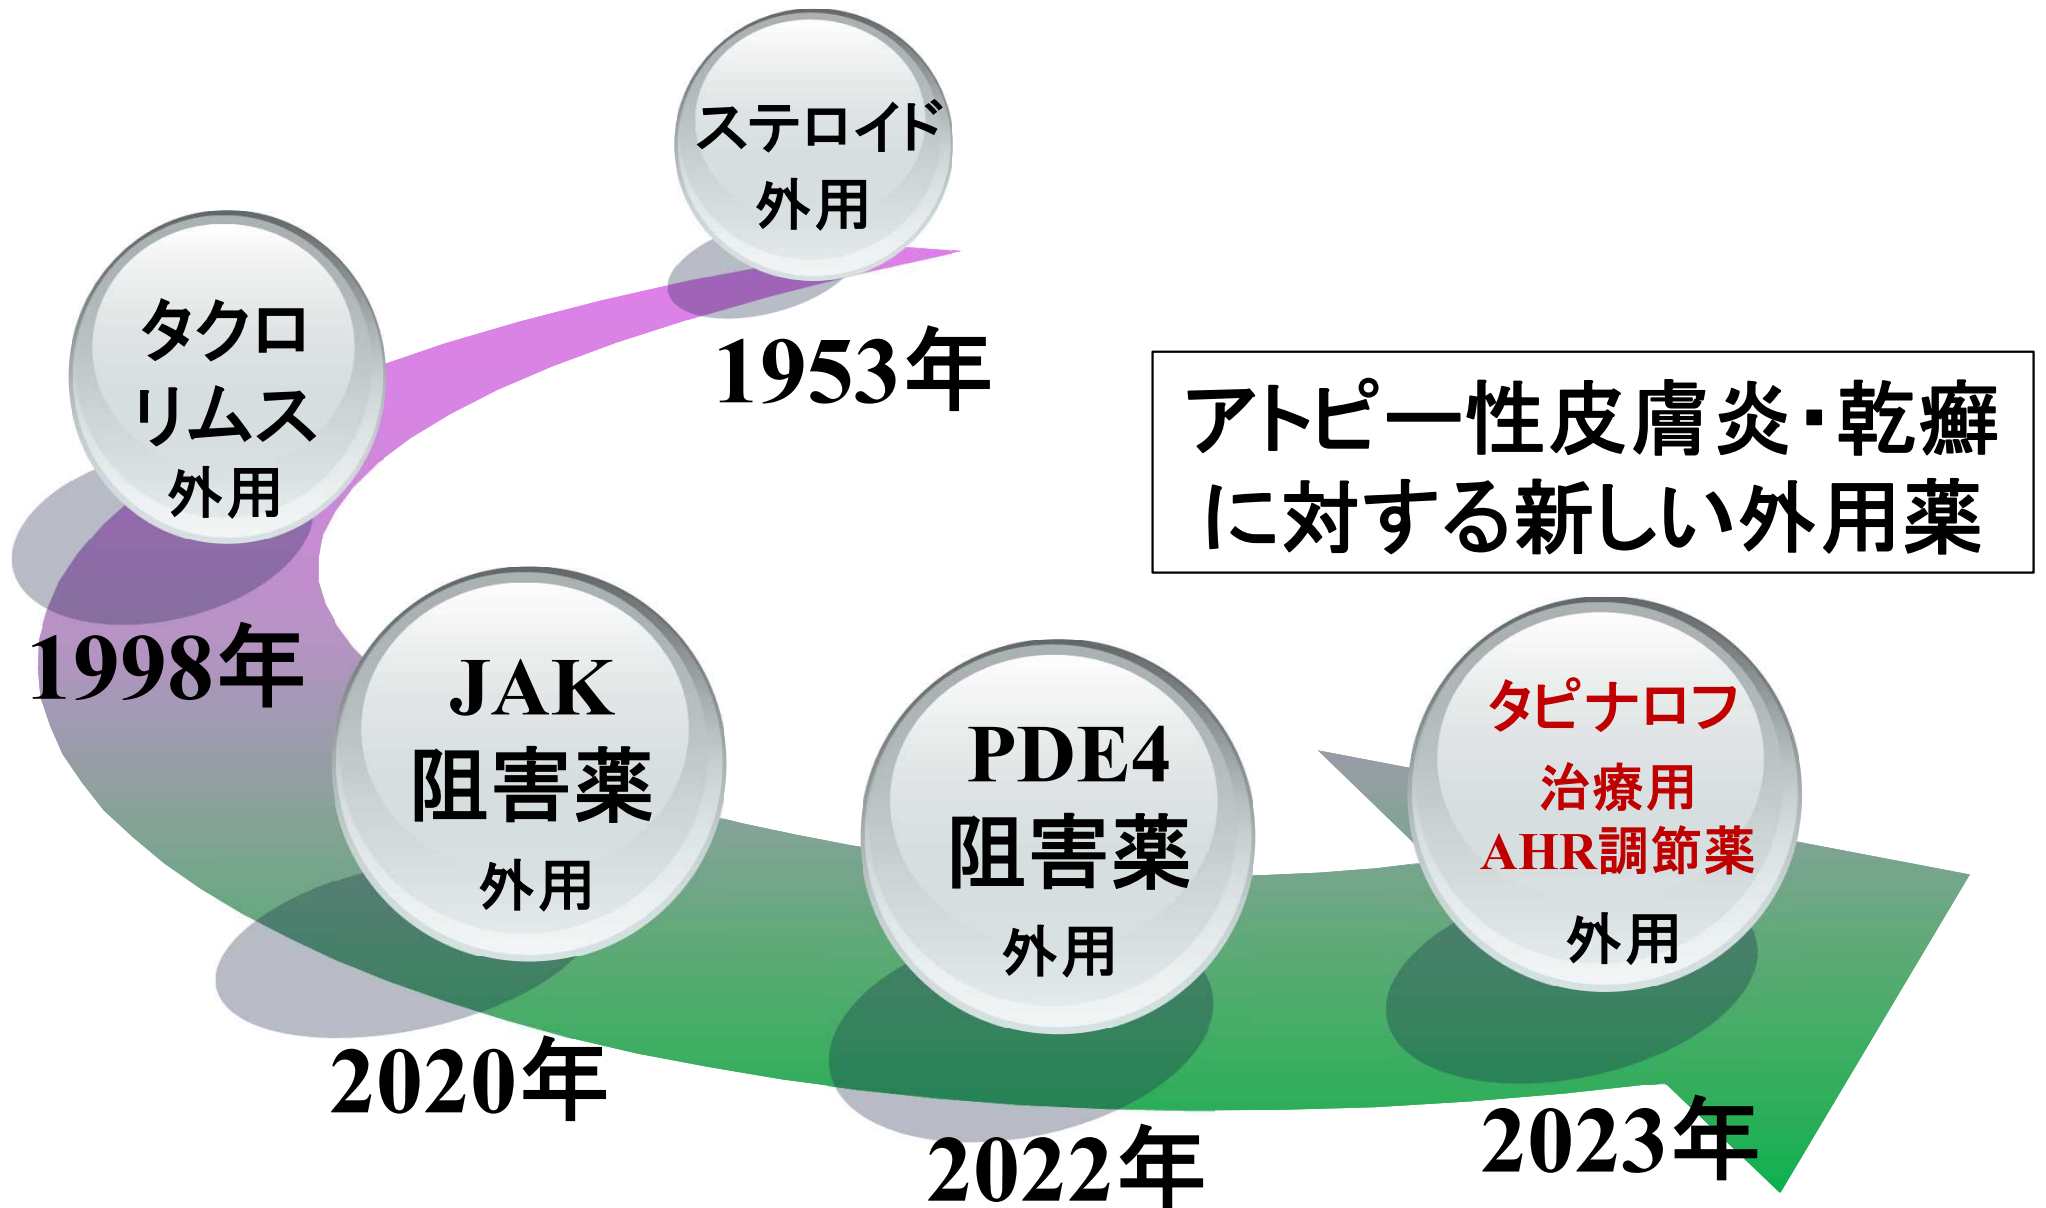 ステロイド
外用
1953年
タクロ
リムス
外用
1998年
アトピー性皮膚炎・乾癬
に対する新しい外用薬
JAK
阻害薬
外用
2020年
PDE4
阻害薬
外用
2022年
タピナロフ
治療用
AHR調節薬
外用
2023年